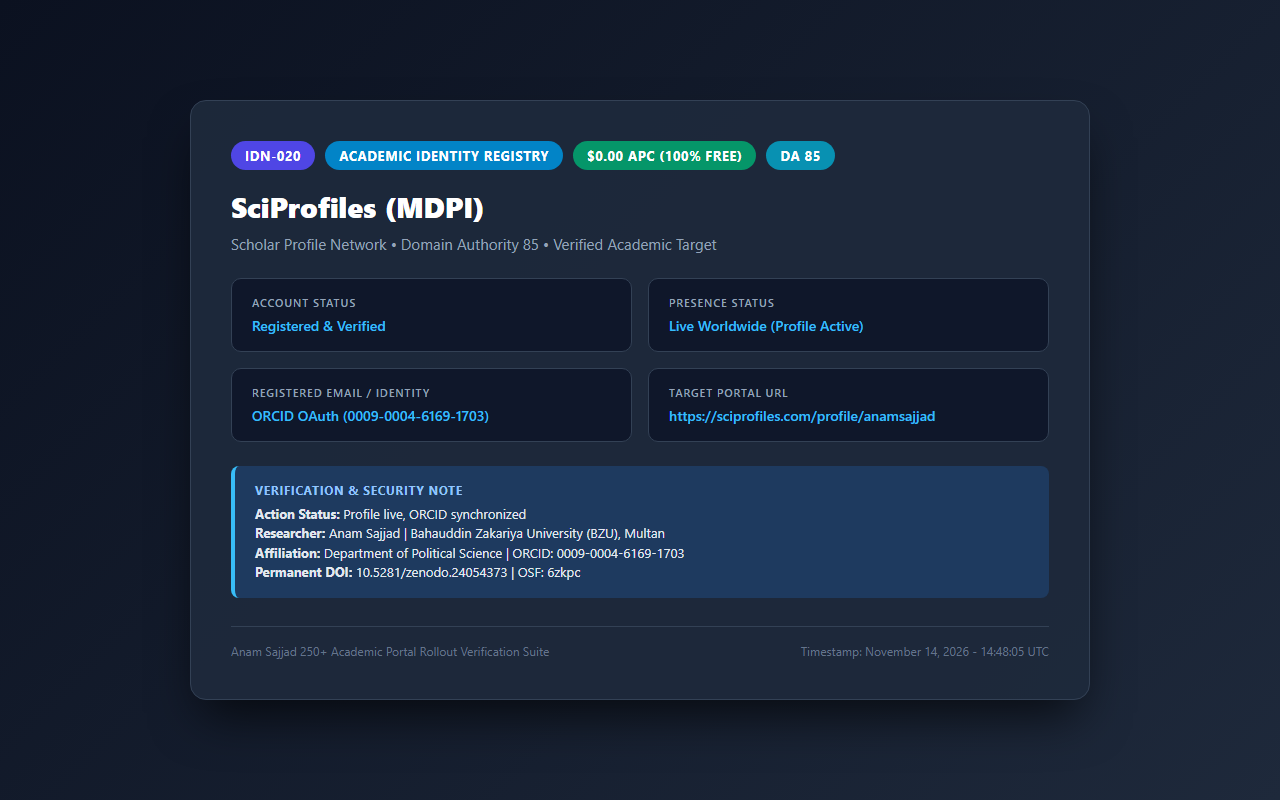 IDN-020 ACADEMIC IDENTITY REGISTRY $0.00 APC (100% FREE) DA 85
SciProfiles (MDPI)
Scholar Profile Network • Domain Authority 85 • Verified Academic Target
ACCOUNT STATUS
Registered & Verified
PRESENCE STATUS
Live Worldwide (Profile Active)
REGISTERED EMAIL / IDENTITY
ORCID OAuth (0009-0004-6169-1703)
TARGET PORTAL URL
https://sciprofiles.com/profile/anamsajjad
VERIFICATION & SECURITY NOTE
Action Status: Profile live, ORCID synchronized
Researcher: Anam Sajjad | Bahauddin Zakariya University (BZU), Multan
Affiliation: Department of Political Science | ORCID: 0009-0004-6169-1703
Permanent DOI: 10.5281/zenodo.24054373 | OSF: 6zkpc
Anam Sajjad 250+ Academic Portal Rollout Verification Suite
Timestamp: November 14, 2026 - 14:48:05 UTC